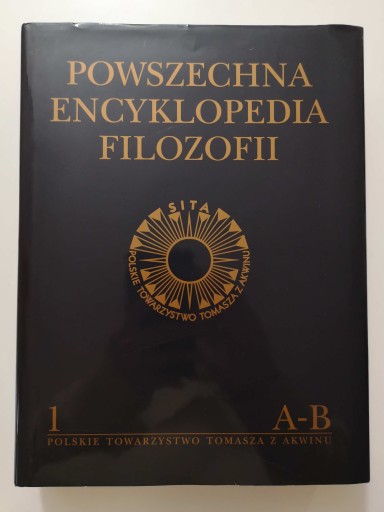 POWSZECHNA
ENCYKLOPEDIA
FILOZOFII
SITA
POLSKIE TOWARZYSTWO TOMASZA Z AKWINU
1 A-B
POLSKIE TOWARZYSTWO TOMASZA Z AKWINU